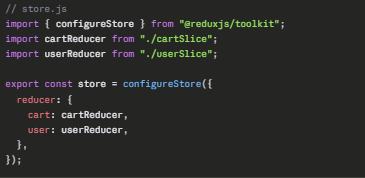 // store.js
import { configureStore } from "@reduxjs/toolkit";
import cartReducer from "./cartSlice";
import userReducer from "./userSlice";

export const store = configureStore({
  reducer: {
    cart: cartReducer,
    user: userReducer,
  },
});